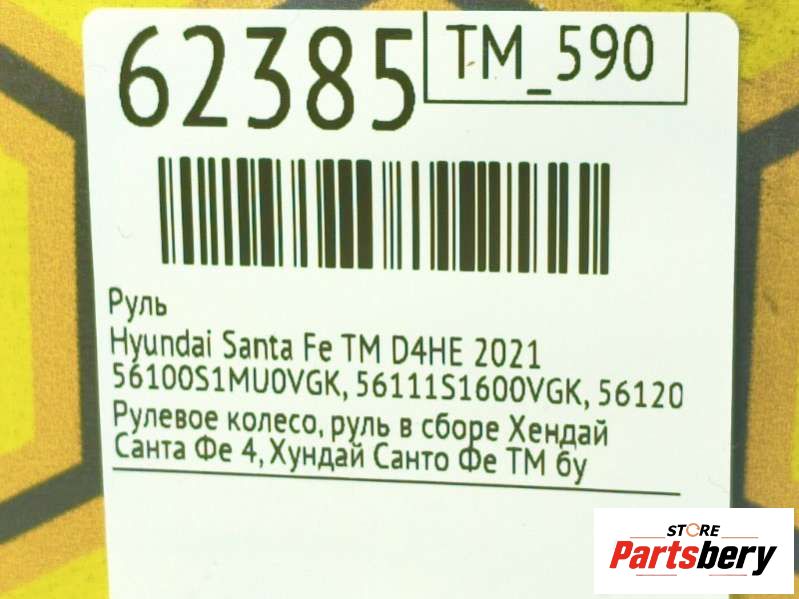 62385
TM_590
Руль
Hyundai Santa Fe TM D4HE 2021
56100S1MU0VGK, 56111S1600VGK, 56120
Рулевое колесо, руль в сборе Хендай
Санта Фе 4, Хундай Санто Фе ТМ бу
STORE
Partsbery